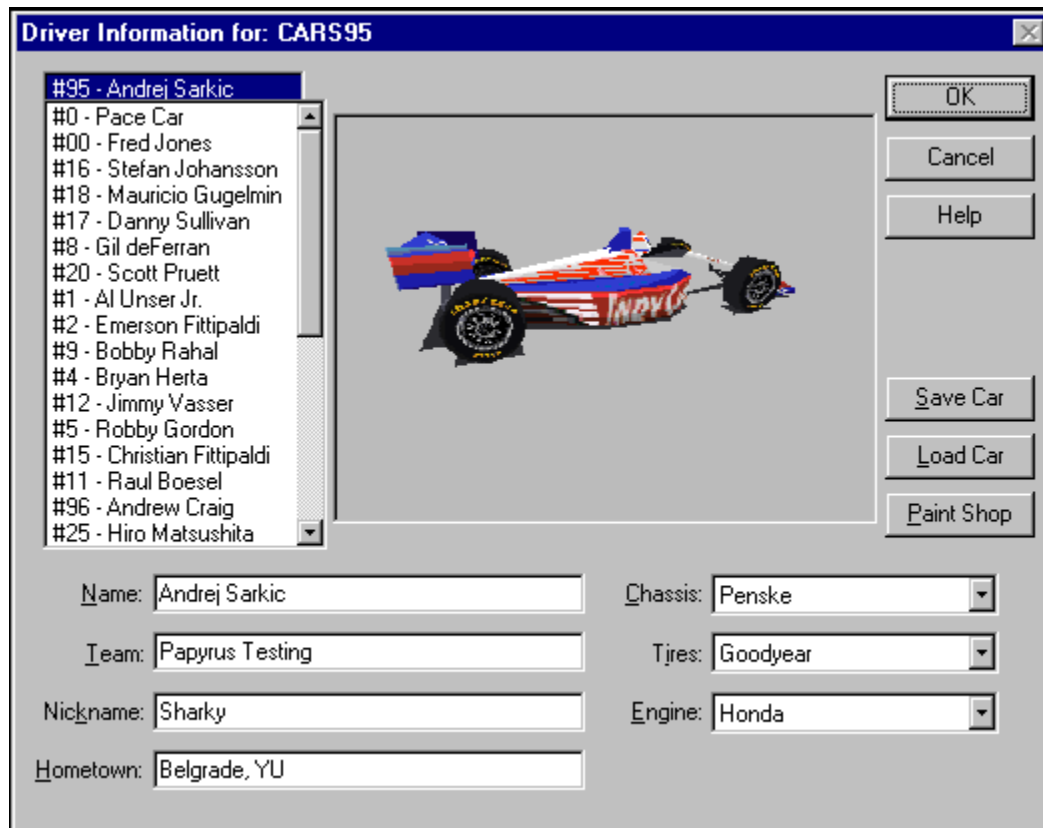 Driver Information for: CARS95
#95 - Andrej Sarkic
#0 - Pace Car
#00 - Fred Jones
#16 - Stefan Johansson
#18 - Mauricio Gugelmin
#17 - Danny Sullivan
#8 - Gil deFerran
#20 - Scott Pruett
#1 - Al Unser Jr.
#2 - Emerson Fittipaldi
#9 - Bobby Rahal
#4 - Bryan Herta
#12 - Jimmy Vasser
#5 - Robby Gordon
#15 - Christian Fittipaldi
#11 - Raul Boesel
#96 - Andrew Craig
#25 - Hiro Matsushita
OK
Cancel
Help
Save Car
Load Car
Paint Shop
Name: Andrej Sarkic
Team: Papyrus Testing
Nickname: Sharky
Hometown: Belgrade, YU
Chassis: Penske
Tires: Goodyear
Engine: Honda